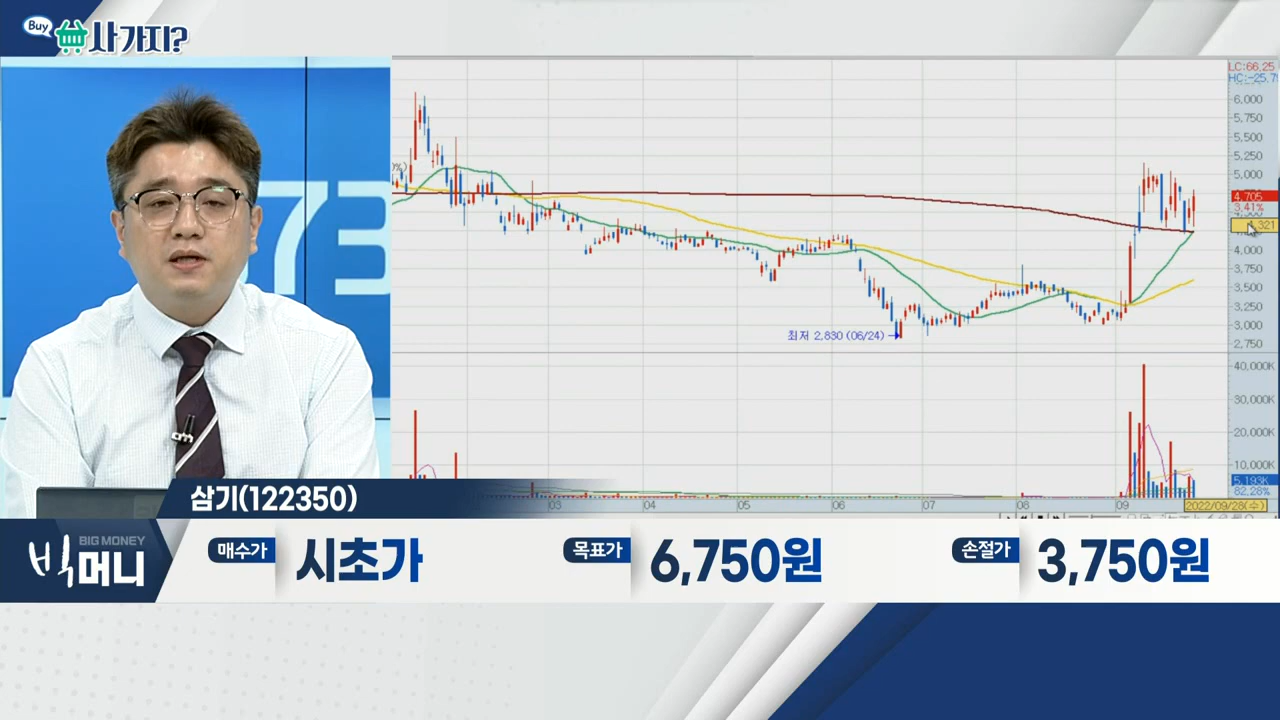 Buy
사가지?
73
%)
LC:66,25
HC:-25,7
6,000
5,750
5,500
5,250
5,000
4,705
3,41%
4,321
4,000
3,750
3,500
3,250
3,000
2,750
최저 2,830 (06/24)
40,000K
30,000K
20,000K
10,000K
5,193K
82,28%
03
04
05
06
07
08
09
2022/09/28(수)
삼기(122350)
BIG MONEY
빅머니
매수가
시초가
목표가
6,750원
손절가
3,750원